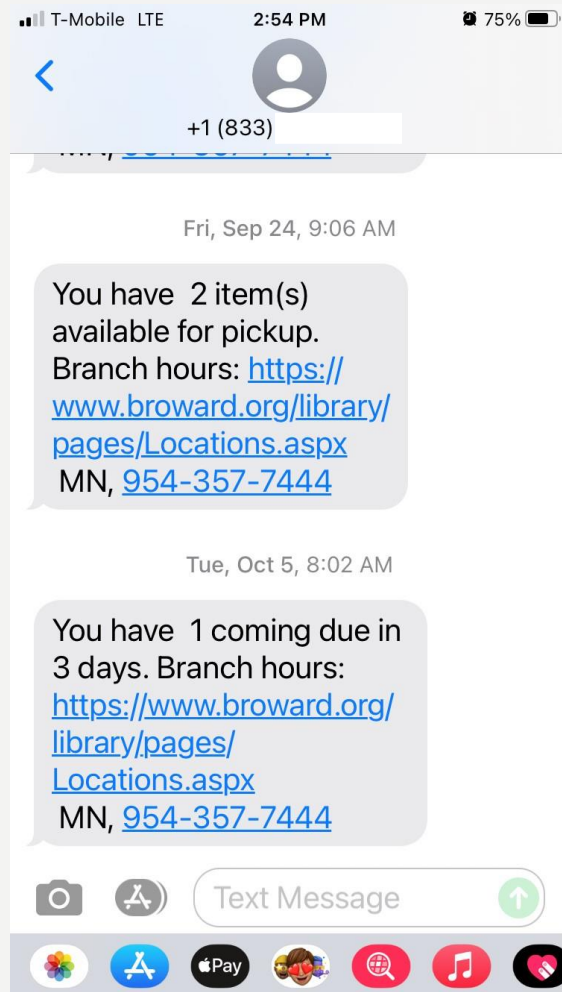 T-Mobile LTE 2:54 PM 75%
+1 (833)
Fri, Sep 24, 9:06 AM
You have 2 item(s)
available for pickup.
Branch hours: https://
www.broward.org/library/
pages/Locations.aspx
MN, 954-357-7444
Tue, Oct 5, 8:02 AM
You have 1 coming due in
3 days. Branch hours:
https://www.broward.org/
library/pages/
Locations.aspx
MN, 954-357-7444
Text Message
Pay